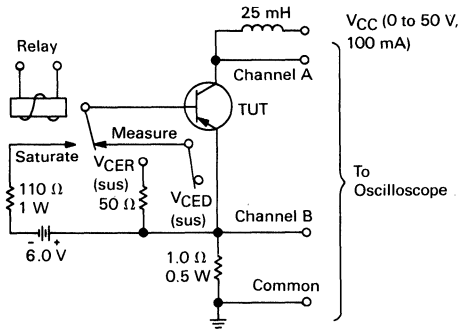 25 mH
VCC (0 to 50 V,
100 mA)
Relay
Channel A
TUT
Measure
Saturate
VCER
(sus)
50 Ω
VCED
(sus)
To
Oscilloscope
110 Ω
1 W
Channel B
- +
6.0 V
1.0 Ω
0.5 W
Common